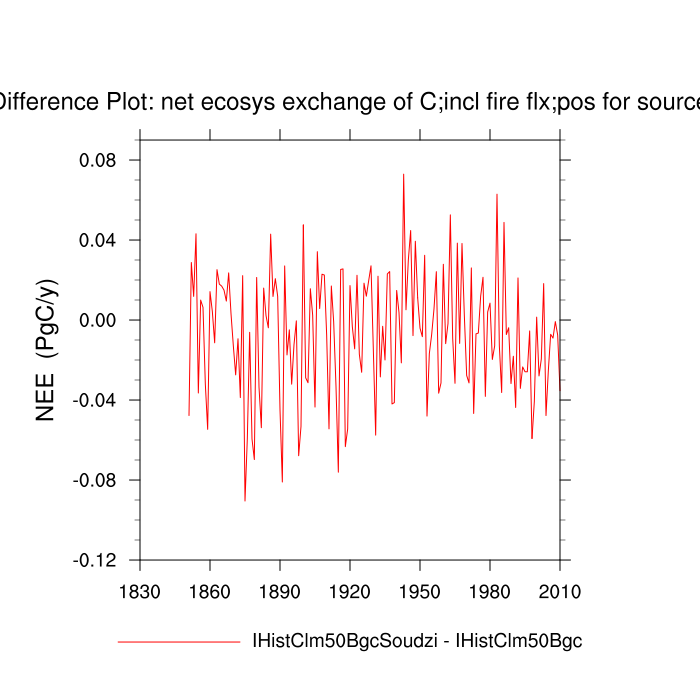 Difference Plot: net ecosys exchange of C;incl fire flx;pos for source
0.08
0.04
0.00
-0.04
-0.08
-0.12
NEE (PgC/y)
1830 1860 1890 1920 1950 1980 2010
IHistClm50BgcSoudzi - IHistClm50Bgc